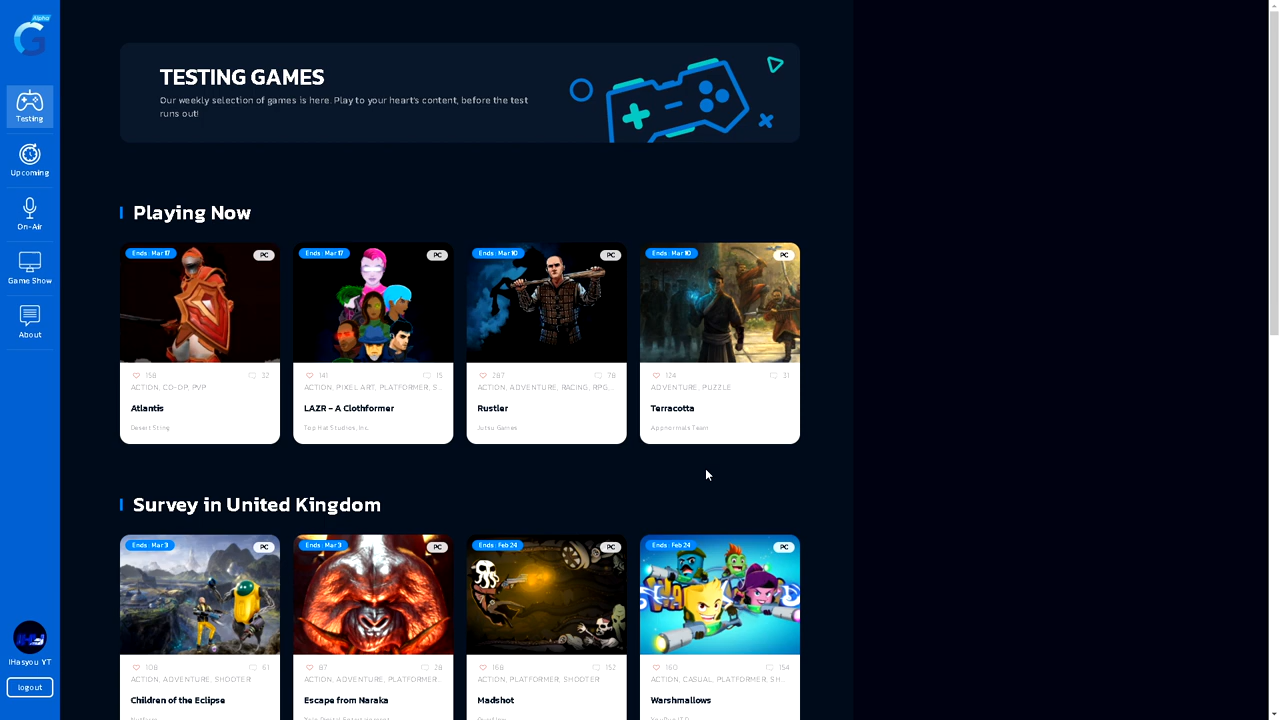 Alpha
G
Testing
Upcoming
On-Air
Game Show
About
IHasyou YT
logout
TESTING GAMES
Our weekly selection of games is here. Play to your heart's content, before the test
runs out!
Playing Now
Ends : Mar 17
PC
158
32
ACTION, CO-OP, PVP
Atlantis
Desert Sting
Ends : Mar 17
PC
141
15
ACTION, PIXEL ART, PLATFORMER, S...
LAZR - A Clothformer
Top Hat Studios, Inc.
Ends : Mar 10
PC
287
78
ACTION, ADVENTURE, RACING, RPG,...
Rustler
Jutsu Games
Ends : Mar 10
PC
124
31
ADVENTURE, PUZZLE
Terracotta
Appnormals Team
Survey in United Kingdom
Ends : Mar 3
PC
108
61
ACTION, ADVENTURE, SHOOTER
Children of the Eclipse
Ends : Mar 3
PC
87
28
ACTION, ADVENTURE, PLATFORMER
Escape from Naraka
Ends : Feb 24
PC
168
152
ACTION, PLATFORMER, SHOOTER
Madshot
Ends : Feb 24
PC
160
154
ACTION, CASUAL, PLATFORMER, SH...
Warshmallows